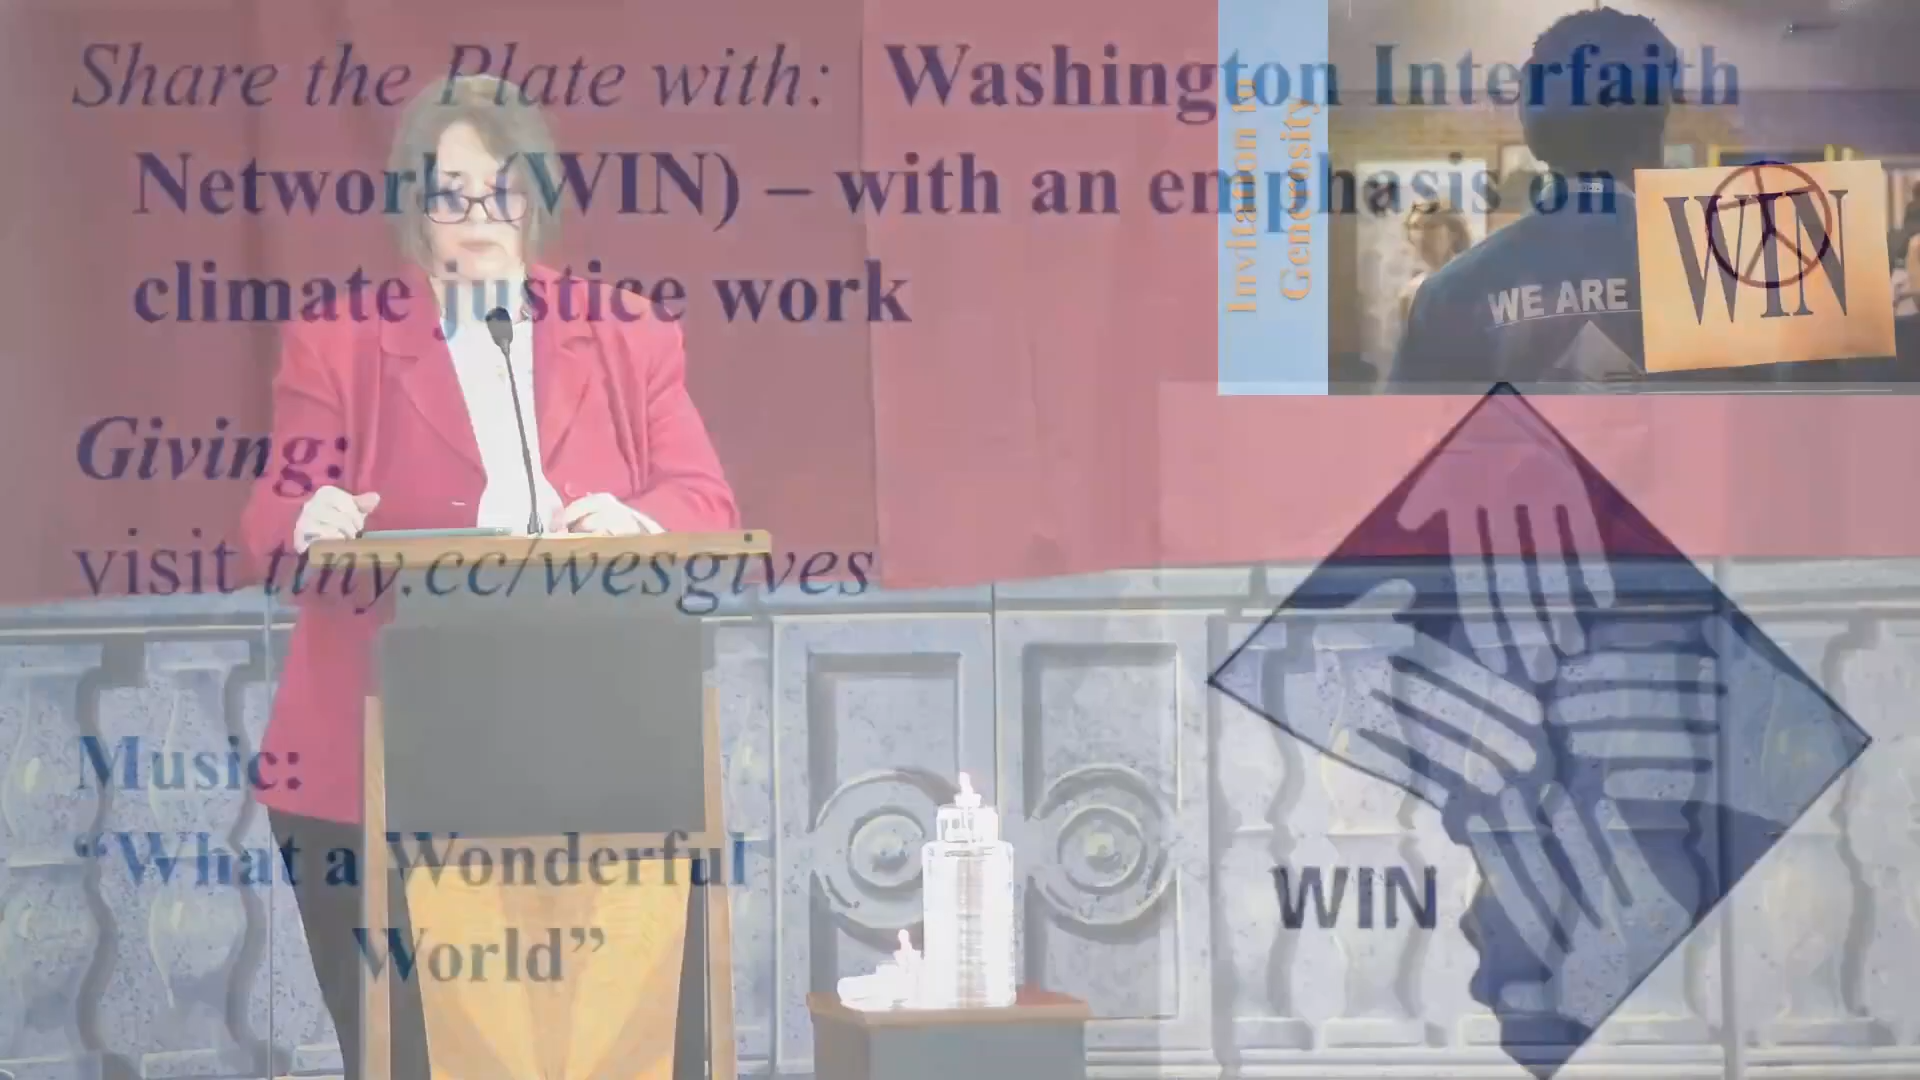 Share the Plate with: Washington Interfaith
Network (WIN) – with an emphasis on
climate justice work
Giving:
visit tiny.cc/wesgives
Music:
“What a Wonderful
World”
Invitation to
Generosity
WE ARE
WIN
WIN